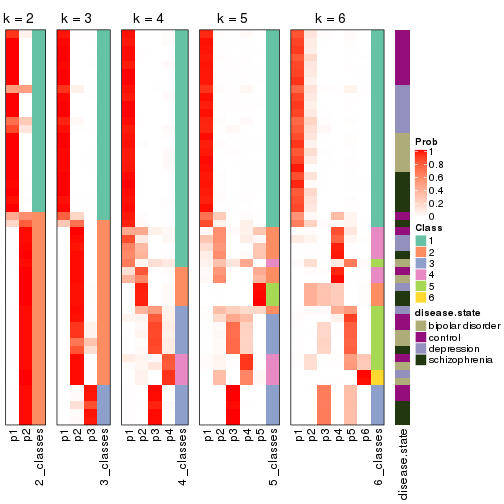 k = 2
k = 3
k = 4
k = 5
k = 6
Prob
1
0.8
0.6
0.4
0.2
0
Class
1
2
3
4
5
6
disease.state
bipolar disorder
control
depression
schizophrenia
p1 p2 2_classes
p1 p2 p3 3_classes
p1 p2 p3 p4 4_classes
p1 p2 p3 p4 p5 5_classes
p1 p2 p3 p4 p5 p6 6_classes
disease.state